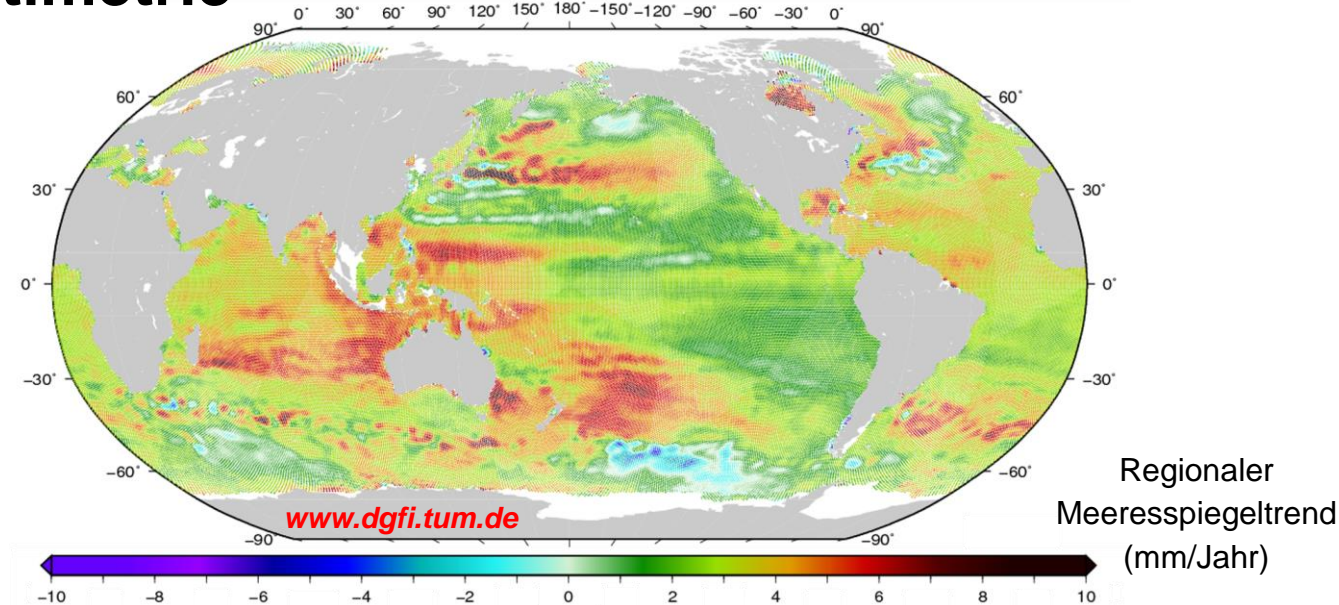 0° 30° 60° 90° 120° 150° 180° −150° −120° −90° −60° −30° 0°
90° 90°
60° 60°
30° 30°
0° 0°
−30° −30°
−60° −60°
Regionaler
Meeresspiegeltrend
(mm/Jahr)
www.dgfi.tum.de
−90° −90°
−10 −8 −6 −4 −2 0 2 4 6 8 10